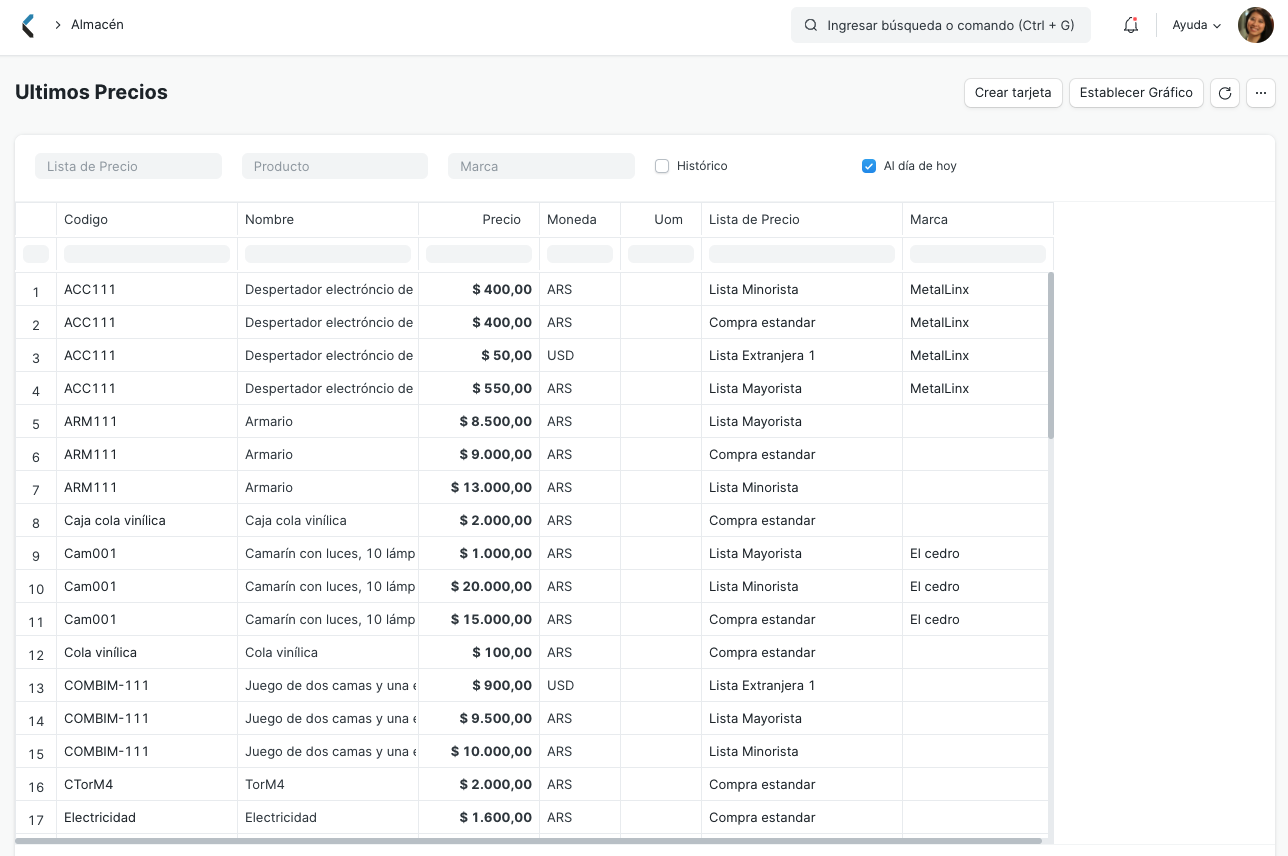 Almacén
Ingresar búsqueda o comando (Ctrl + G)
Ayuda
Ultimos Precios
Crear tarjeta
Establecer Gráfico
Lista de Precio
Producto
Marca
Histórico
Al día de hoy
Codigo Nombre Precio Moneda Uom Lista de Precio Marca
1 ACC111 Despertador electróncio de $ 400,00 ARS Lista Minorista MetalLinx
2 ACC111 Despertador electróncio de $ 400,00 ARS Compra estandar MetalLinx
3 ACC111 Despertador electróncio de $ 50,00 USD Lista Extranjera 1 MetalLinx
4 ACC111 Despertador electróncio de $ 550,00 ARS Lista Mayorista MetalLinx
5 ARM111 Armario $ 8.500,00 ARS Lista Mayorista
6 ARM111 Armario $ 9.000,00 ARS Compra estandar
7 ARM111 Armario $ 13.000,00 ARS Lista Minorista
8 Caja cola vinílica Caja cola vinílica $ 2.000,00 ARS Compra estandar
9 Cam001 Camarín con luces, 10 lámp $ 1.000,00 ARS Lista Mayorista El cedro
10 Cam001 Camarín con luces, 10 lámp $ 20.000,00 ARS Lista Minorista El cedro
11 Cam001 Camarín con luces, 10 lámp $ 15.000,00 ARS Compra estandar El cedro
12 Cola vinílica Cola vinílica $ 100,00 ARS Compra estandar
13 COMBIM-111 Juego de dos camas y una $ 900,00 USD Lista Extranjera 1
14 COMBIM-111 Juego de dos camas y una $ 9.500,00 ARS Lista Mayorista
15 COMBIM-111 Juego de dos camas y una $ 10.000,00 ARS Lista Minorista
16 CTorM4 TorM4 $ 2.000,00 ARS Compra estandar
17 Electricidad Electricidad $ 1.600,00 ARS Compra estandar